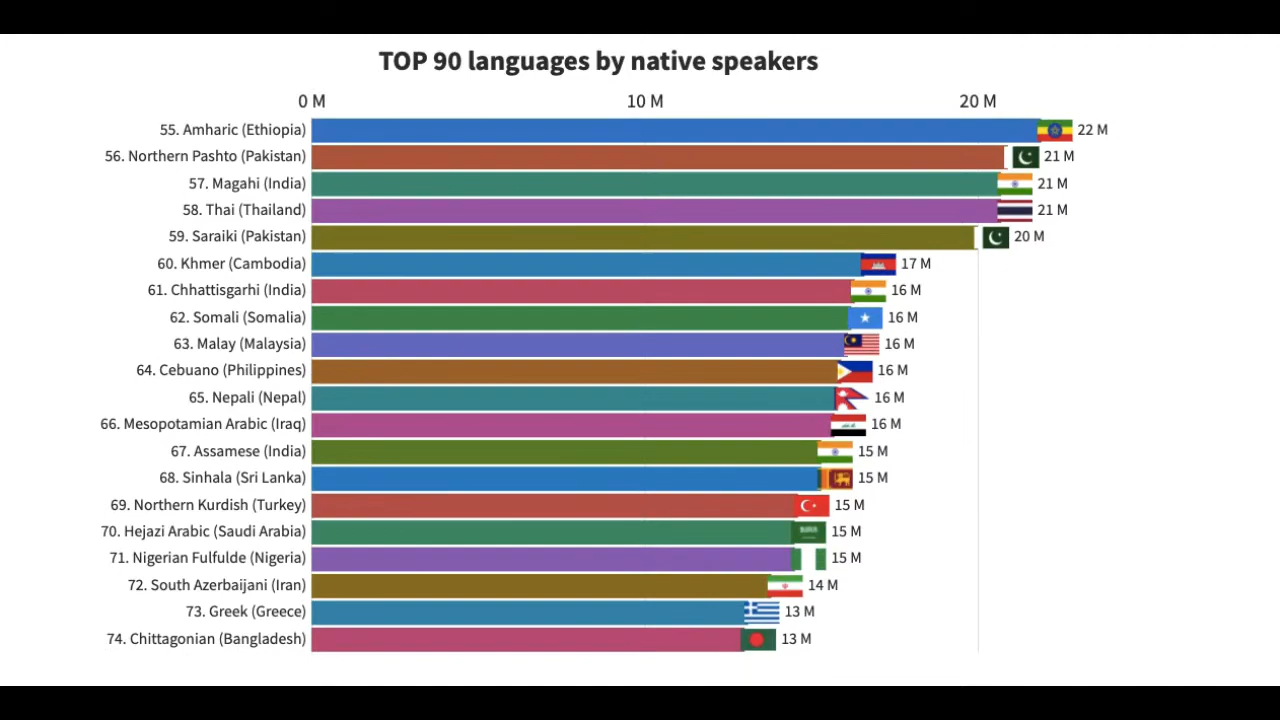 TOP 90 languages by native speakers
0 M 10 M 20 M
55. Amharic (Ethiopia) 22 M
56. Northern Pashto (Pakistan) 21 M
57. Magahi (India) 21 M
58. Thai (Thailand) 21 M
59. Saraiki (Pakistan) 20 M
60. Khmer (Cambodia) 17 M
61. Chhattisgarhi (India) 16 M
62. Somali (Somalia) 16 M
63. Malay (Malaysia) 16 M
64. Cebuano (Philippines) 16 M
65. Nepali (Nepal) 16 M
66. Mesopotamian Arabic (Iraq) 16 M
67. Assamese (India) 15 M
68. Sinhala (Sri Lanka) 15 M
69. Northern Kurdish (Turkey) 15 M
70. Hejazi Arabic (Saudi Arabia) 15 M
71. Nigerian Fulfulde (Nigeria) 15 M
72. South Azerbaijani (Iran) 14 M
73. Greek (Greece) 13 M
74. Chittagonian (Bangladesh) 13 M